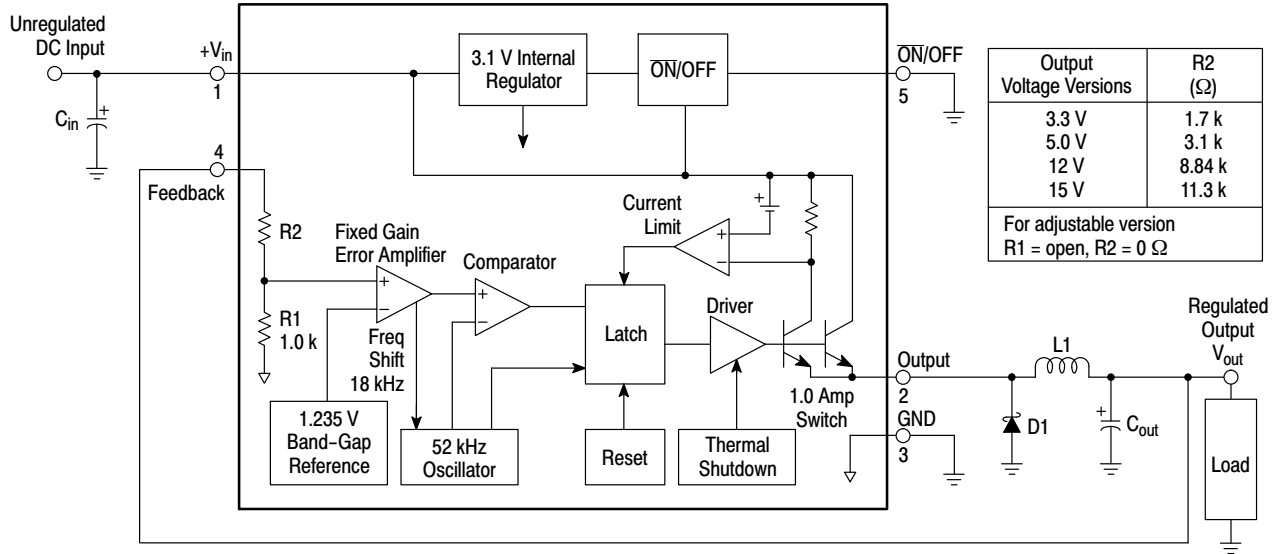 Unregulated
DC Input
+Vin
1
Cin
4
Feedback
3.1 V Internal
Regulator
O̅N̅/OFF
O̅N̅/OFF
5
Output
Voltage Versions
R2
(Ω)
3.3 V
1.7 k
5.0 V
3.1 k
12 V
8.84 k
15 V
11.3 k
For adjustable version
R1 = open, R2 = 0 Ω
R2
R1
1.0 k
Fixed Gain
Error Amplifier
+
−
Comparator
+
−
Current
Limit
+
−
+
Freq
Shift
18 kHz
Latch
Driver
1.0 Amp
Switch
Output
2
GND
3
1.235 V
Band−Gap
Reference
52 kHz
Oscillator
Reset
Thermal
Shutdown
L1
D1
+
Cout
Regulated
Output
Vout
Load
+